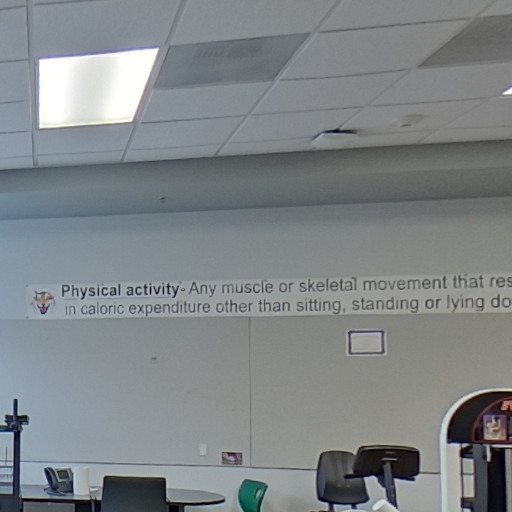 Physical activity- Any muscle or skeletal movement that res
in caloric expenditure other than sitting, standing or lying do